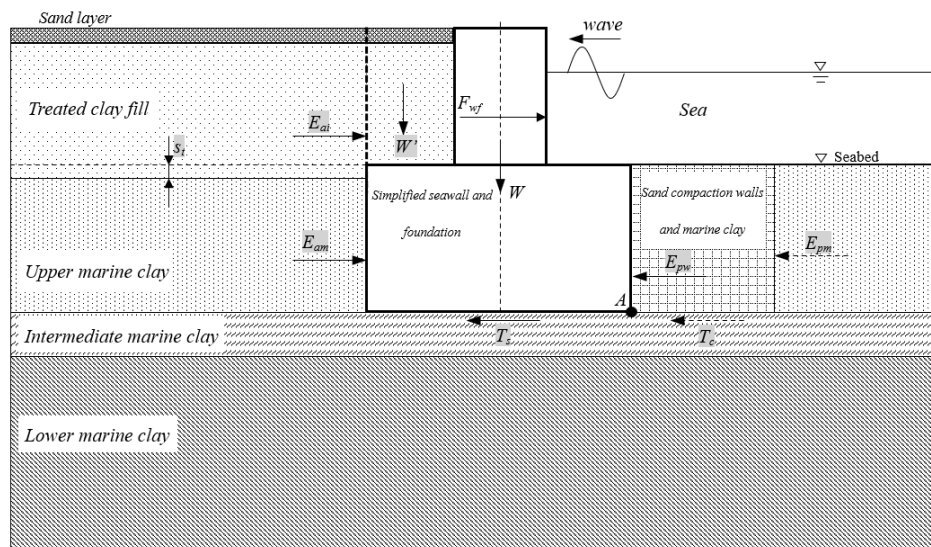 Sand layer
wave
Treated clay fill
F_wf
Sea
E_ai
W'
s_t
Seabed
Simplified seawall and
foundation
W
Sand compaction walls
and marine clay
E_am
E_pm
Upper marine clay
E_pw
A
Intermediate marine clay
T_s
T_c
Lower marine clay